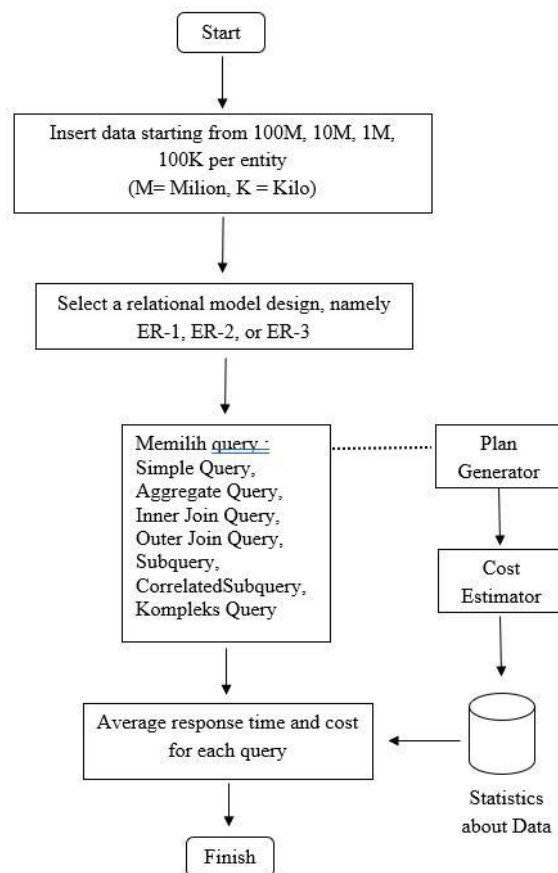 Start
Insert data starting from 100M, 10M, 1M,
100K per entity
(M= Milion, K = Kilo)
Select a relational model design, namely
ER-1, ER-2, or ER-3
Memilih query :
Simple Query,
Aggregate Query,
Inner Join Query,
Outer Join Query,
Subquery,
CorrelatedSubquery,
Kompleks Query
Plan
Generator
Cost
Estimator
Statistics
about Data
Average response time and cost
for each query
Finish